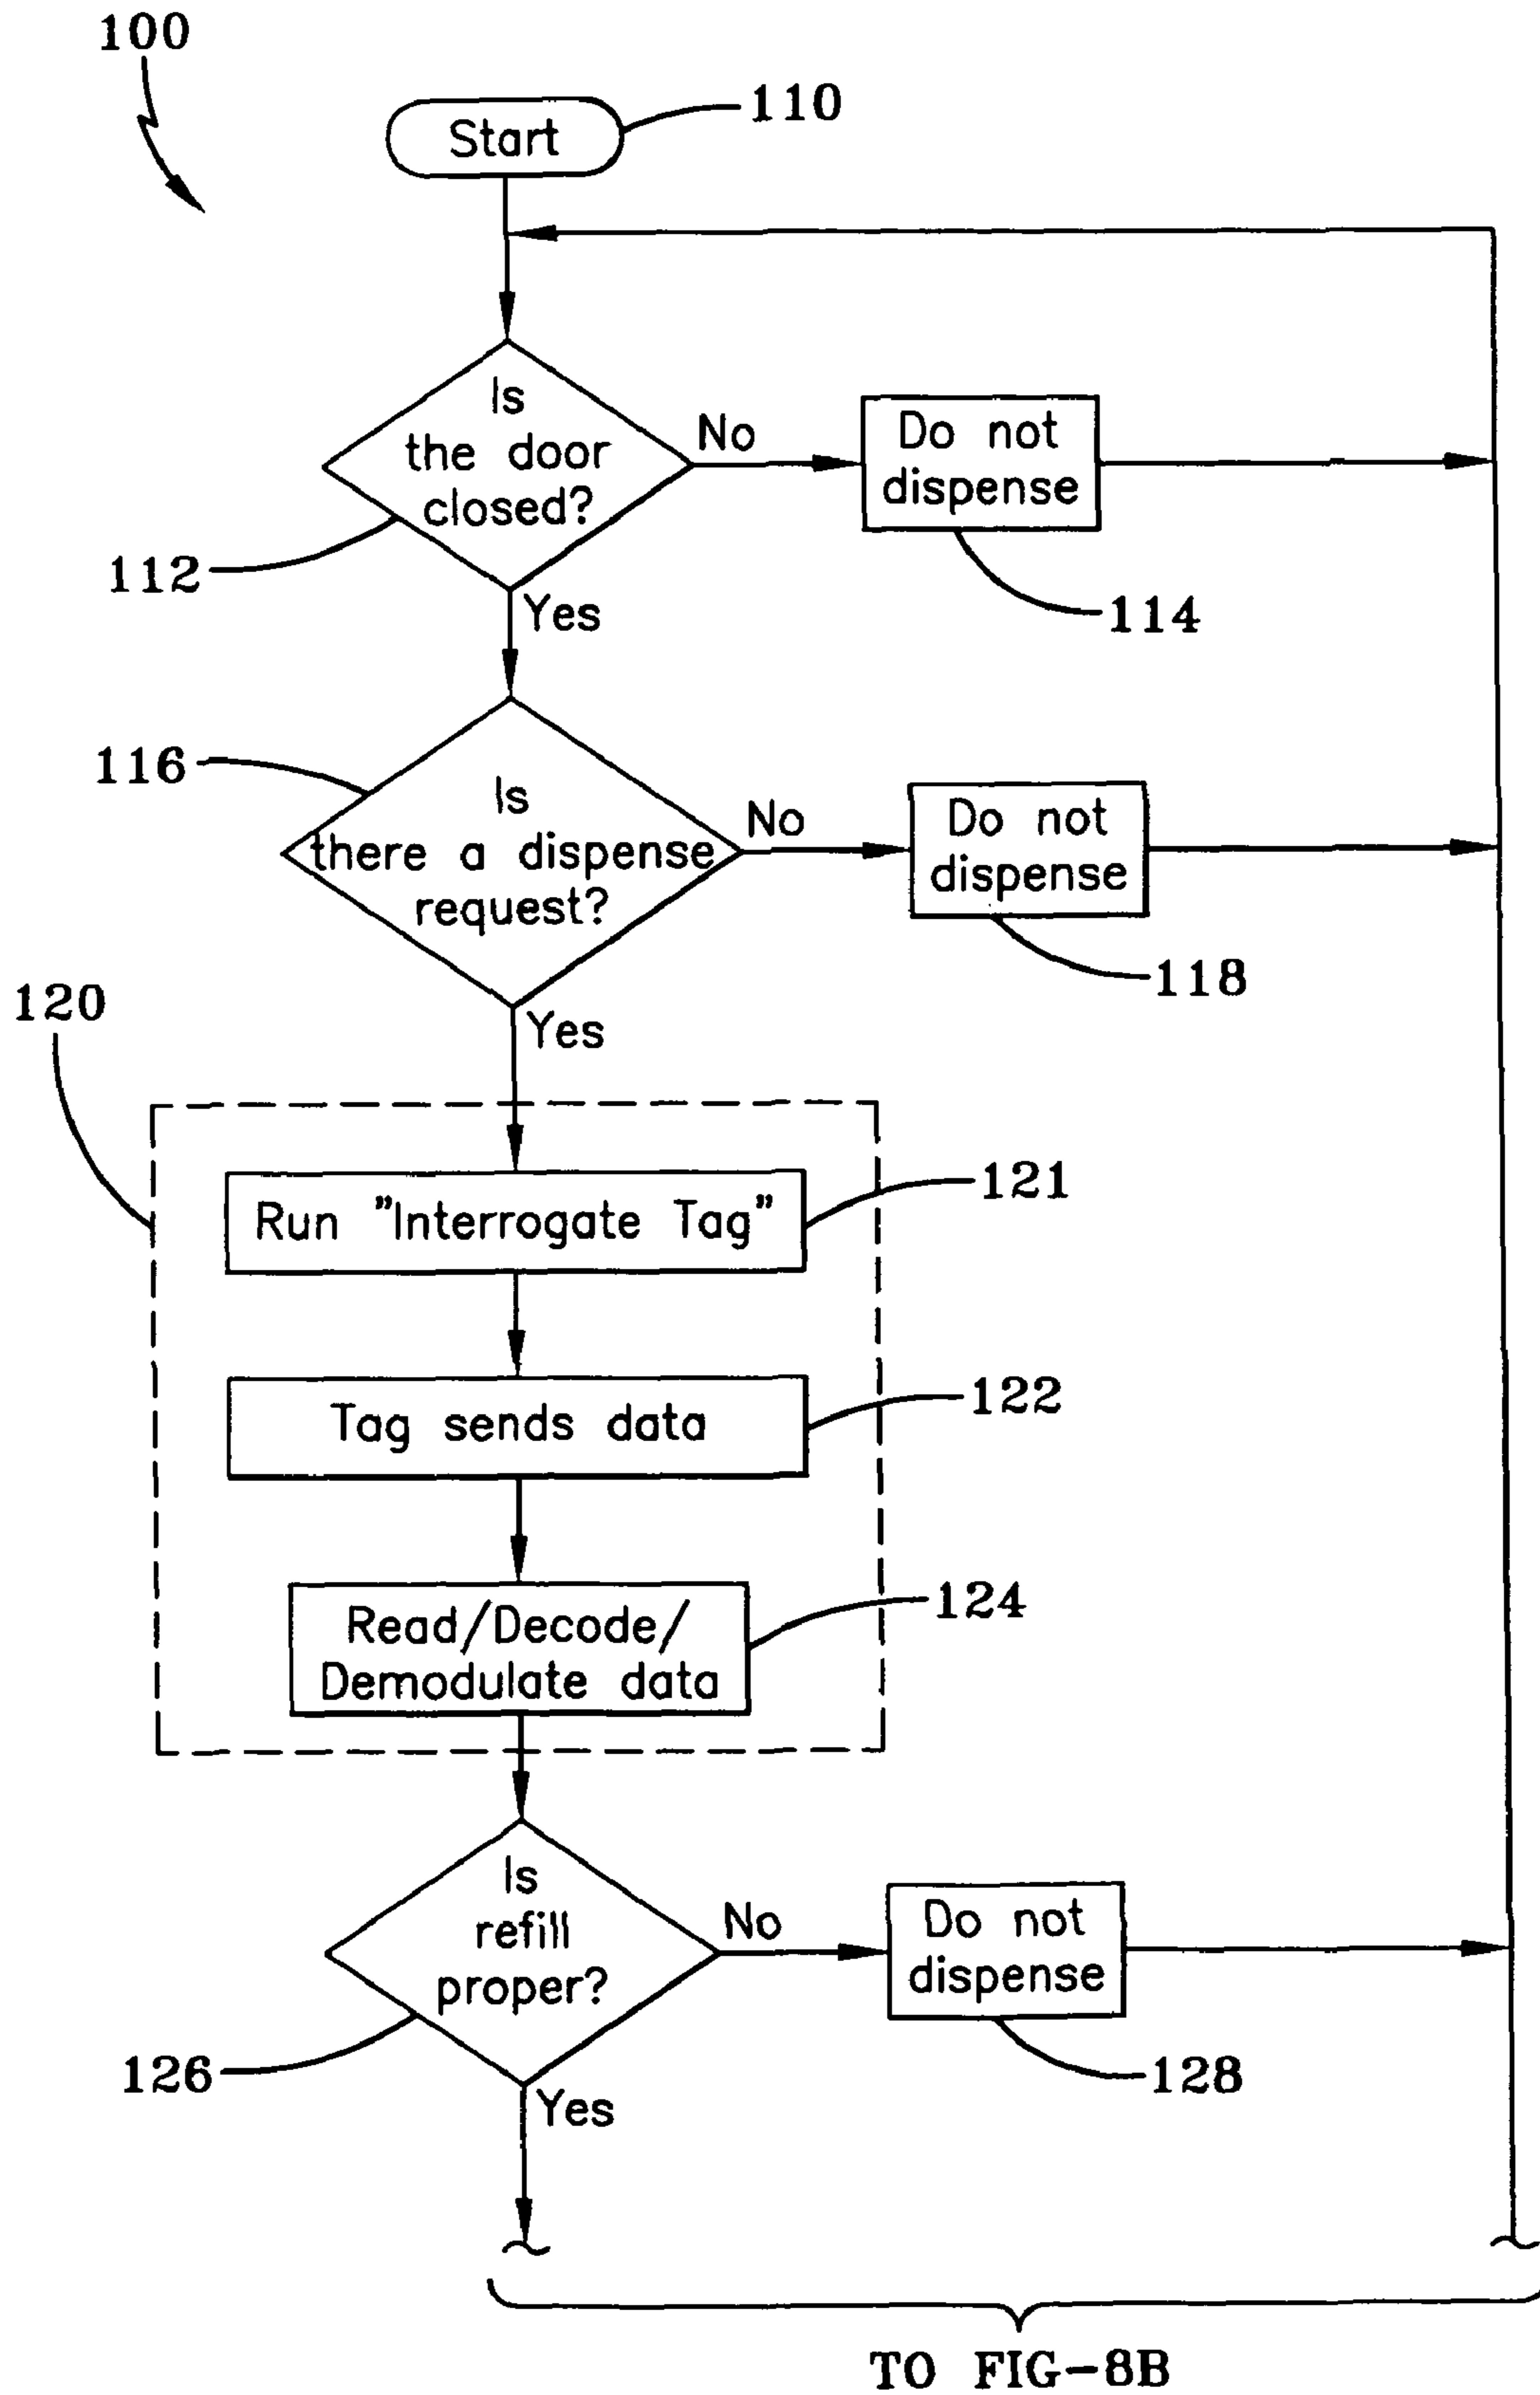 100
Start
110
Is
the door
closed?
No
Do not
dispense
112
114
Yes
116
Is
there a dispense
request?
No
Do not
dispense
118
120
Yes
Run "Interrogate Tag"
121
Tag sends data
122
Read/Decode/
Demodulate data
124
Is
refill
proper?
No
Do not
dispense
126
128
Yes
TO FIG-8B